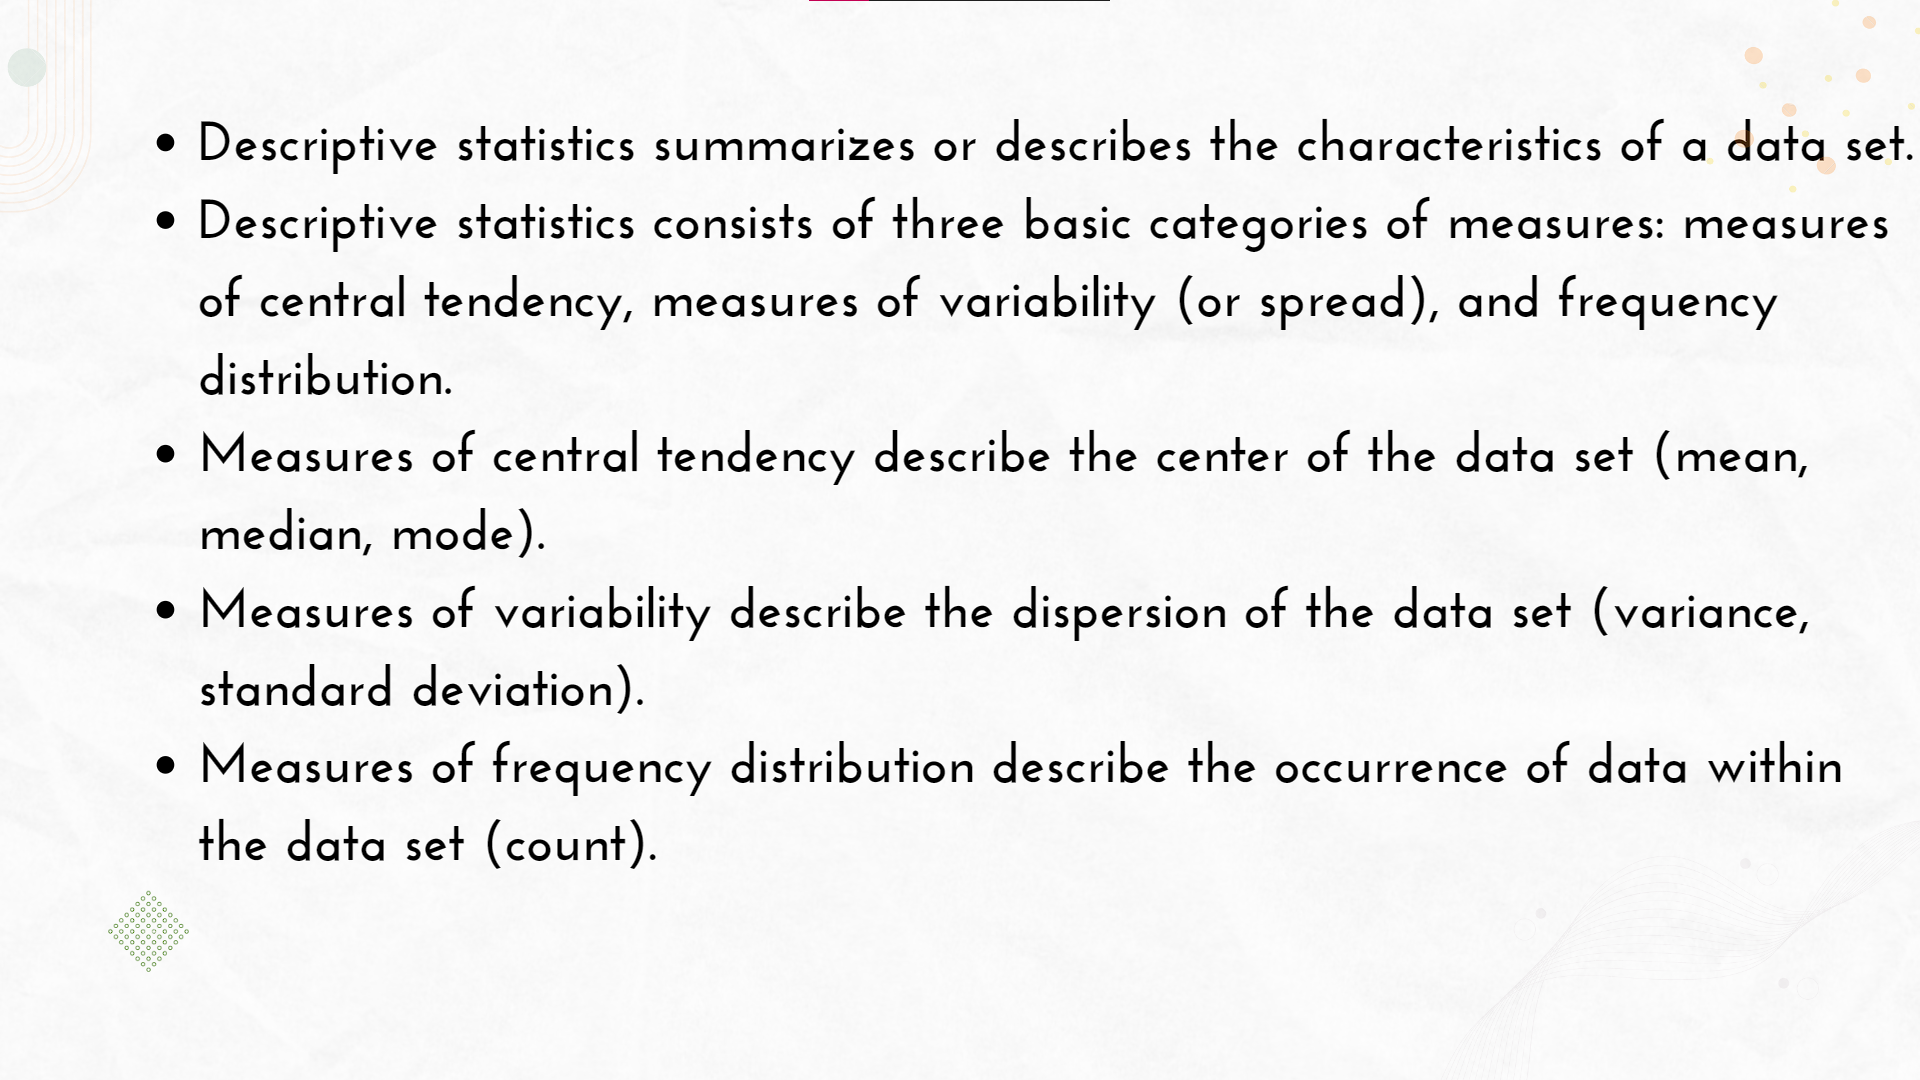 • Descriptive statistics summarizes or describes the characteristics of a data set.
• Descriptive statistics consists of three basic categories of measures: measures
of central tendency, measures of variability (or spread), and frequency
distribution.
• Measures of central tendency describe the center of the data set (mean,
median, mode).
• Measures of variability describe the dispersion of the data set (variance,
standard deviation).
• Measures of frequency distribution describe the occurrence of data within
the data set (count).